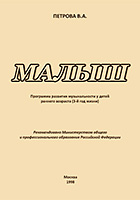 ПЕТРОВА В.А.
МАЛЫШ
Программа развития музыкальности у детей
раннего возраста (3-й год жизни)
Рекомендовано Министерством общего
и профессионального образования Российской Федерации
Москва
1998